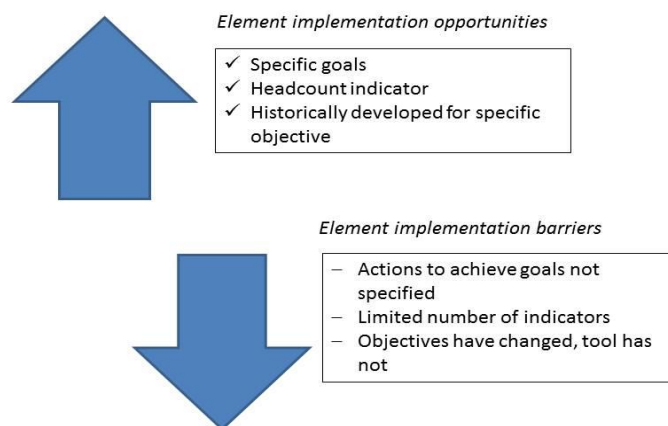 Element implementation opportunities
✓ Specific goals
✓ Headcount indicator
✓ Historically developed for specific
objective
Element implementation barriers
– Actions to achieve goals not
specified
– Limited number of indicators
– Objectives have changed, tool has
not